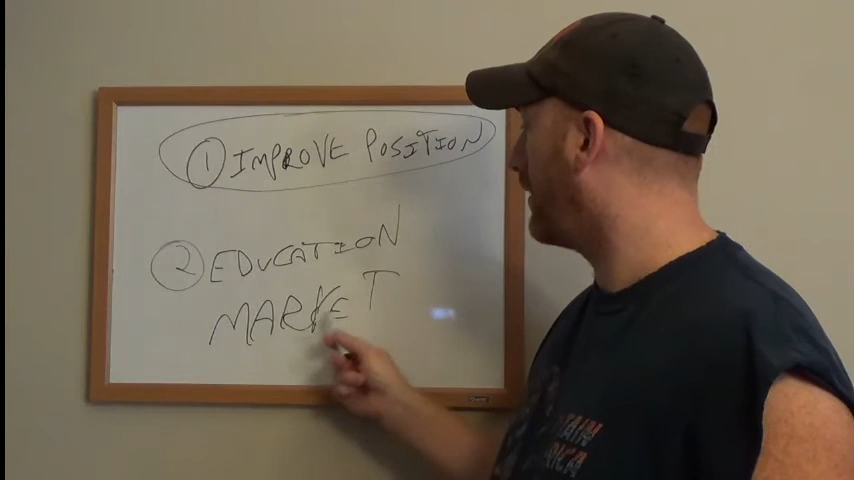 ① IMPROVE POSITION
② EDUCATION
MARKET